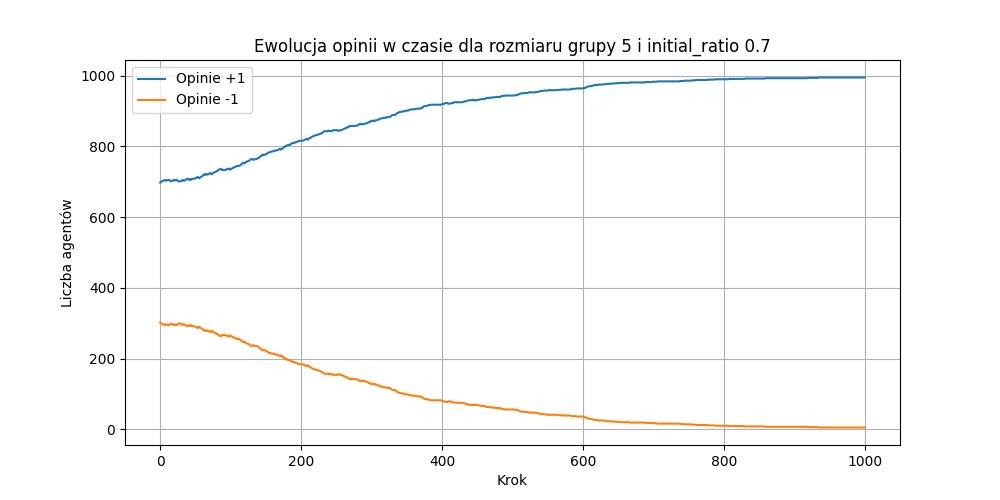 Ewolucja opinii w czasie dla rozmiaru grupy 5 i initial_ratio 0.7
Opinie +1
Opinie -1
Liczba agentów
1000
800
600
400
200
0
0
200
400
600
800
1000
Krok